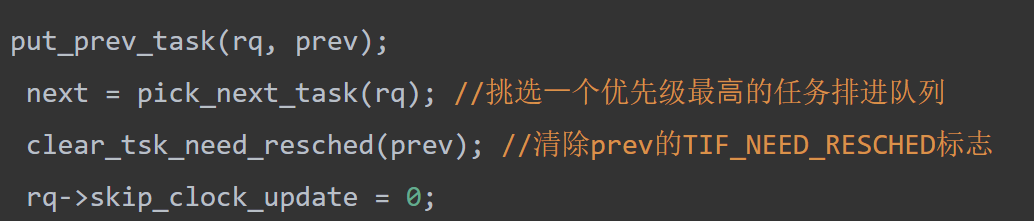 put_prev_task(rq, prev);
next = pick_next_task(rq); //挑选一个优先级最高的任务排进队列
clear_tsk_need_resched(prev); //清除prev的TIF_NEED_RESCHED标志
rq->skip_clock_update = 0;